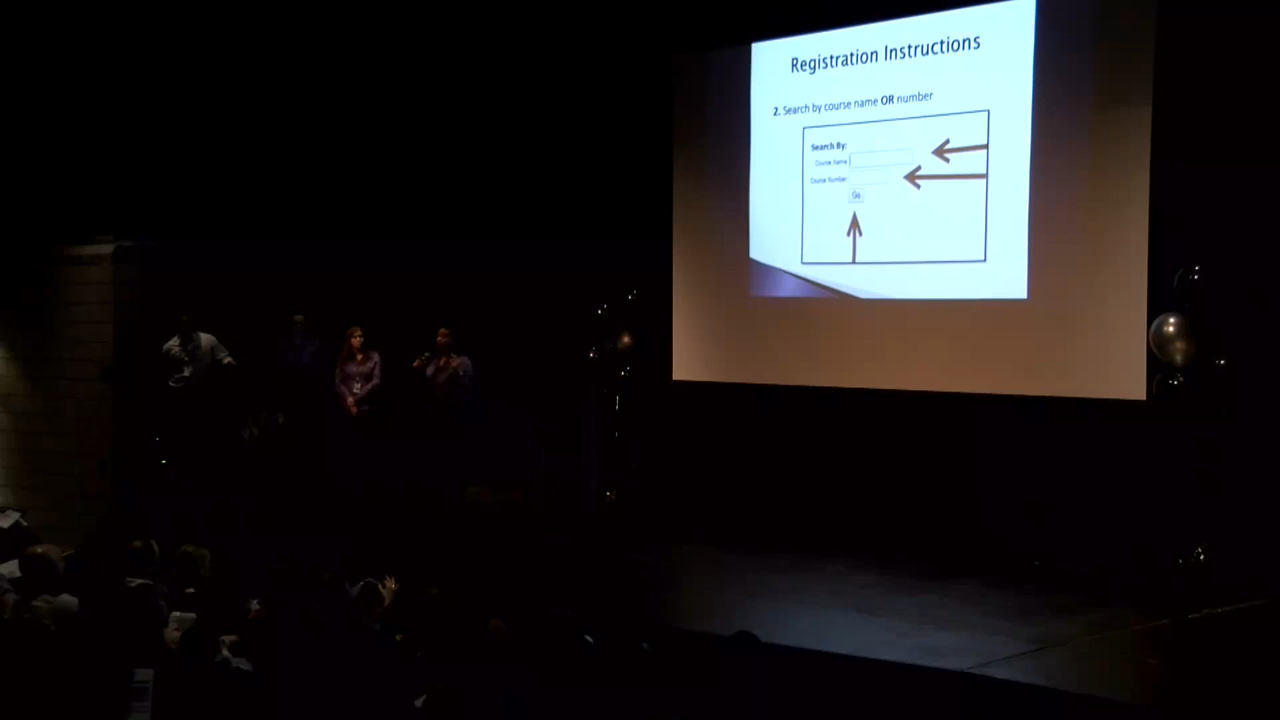 Registration Instructions
2. Search by course name OR number
Search By:
Course Name
Course Number
Go